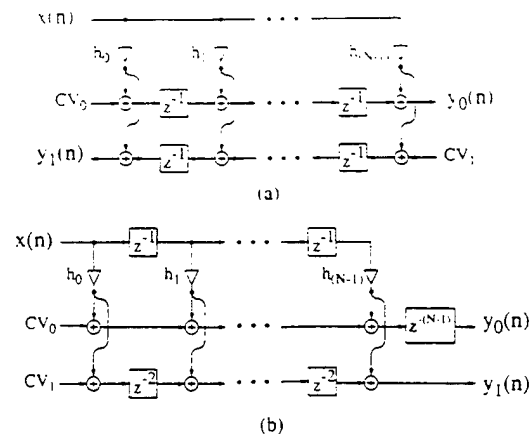 x(n)
h₀ h₁ h(N-1)
CV₀ z⁻¹ z⁻¹ y₀(n)
y₁(n) z⁻¹ z⁻¹ CV₁
(a)
x(n) z⁻¹ z⁻¹
h₀ h₁ h(N-1)
CV₀ z⁻⁽ᴺ⁻¹⁾ y₀(n)
CV₁ z⁻² z⁻² y₁(n)
(b)